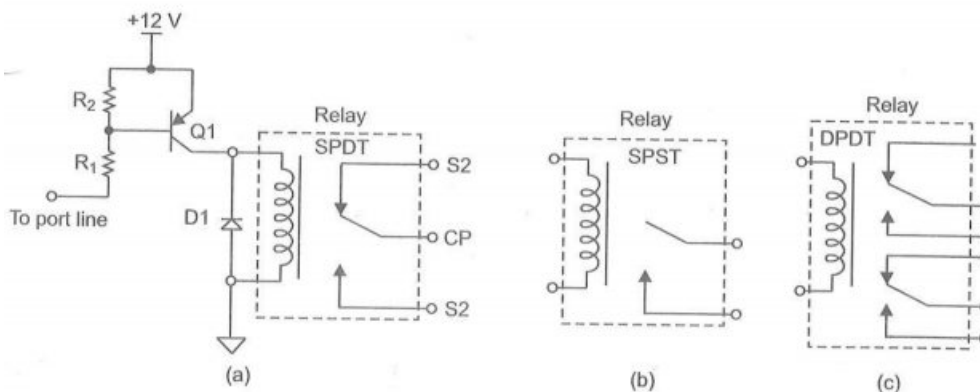 +12 V
R2
Q1
R1
To port line
D1
Relay
SPDT
S2
CP
S2
(a)
Relay
SPST
(b)
Relay
DPDT
(c)